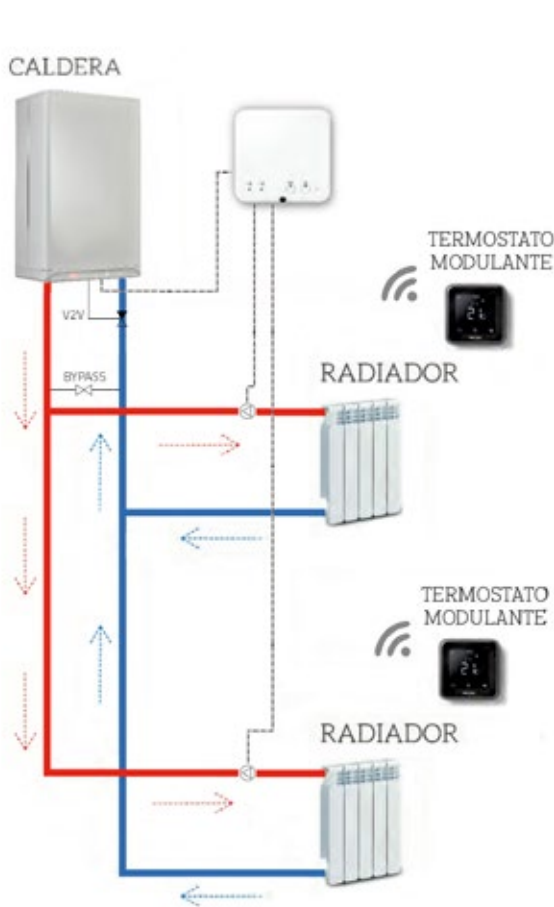 CALDERA
TERMOSTATO
MODULANTE
V2V
BYPASS
RADIADOR
TERMOSTATO
MODULANTE
RADIADOR